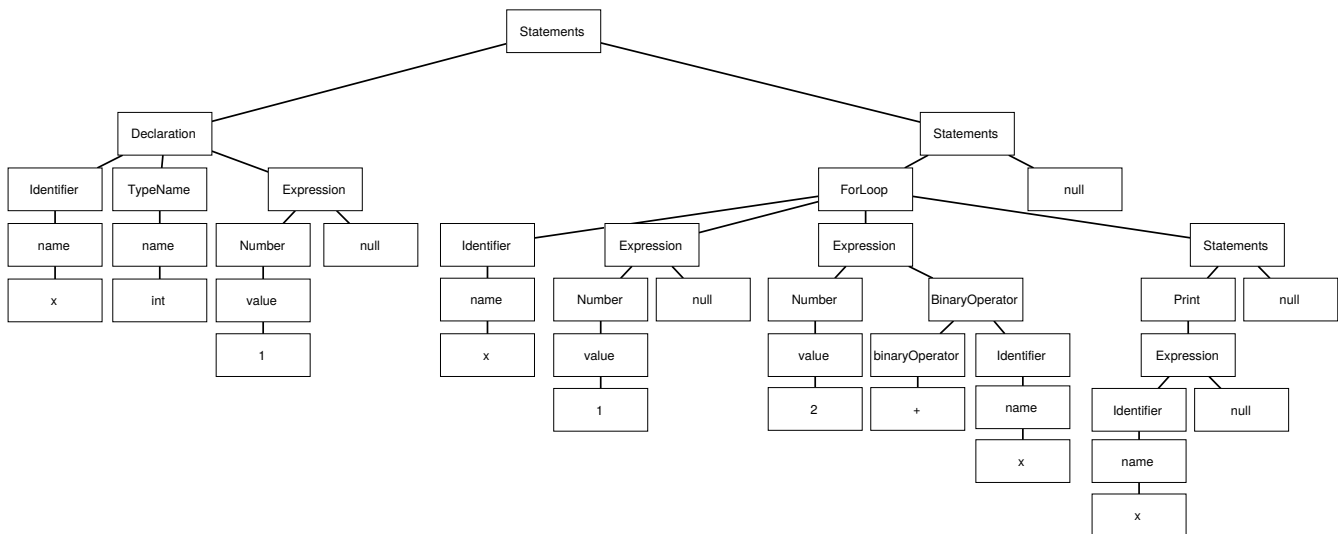 Statements
Declaration Statements
Identifier TypeName Expression ForLoop null
name name Number null Identifier Expression Expression Statements
x int value name Number null Number BinaryOperator Print null
1 x value value binaryOperator Identifier Expression
1 2 + name Identifier null
x name
x